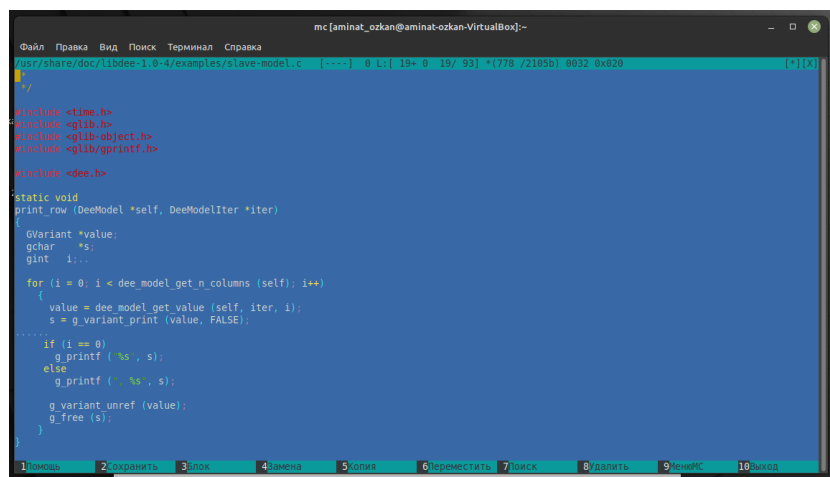 mc [aminat_ozkan@aminat-ozkan-VirtualBox]:~
Файл Правка Вид Поиск Терминал Справка
/usr/share/doc/libdee-1.0-4/examples/slave-model.c [----] 0 L:[ 19+ 0 19/ 93] *(778 /2105b) 0032 0x020 [*][X]
*
*/
#include <time.h>
#include <glib.h>
#include <glib-object.h>
#include <glib/gprintf.h>
#include <dee.h>
static void
print_row (DeeModel *self, DeeModelIter *iter)
{
GVariant *value;
gchar *s;
gint i;..
for (i = 0; i < dee_model_get_n_columns (self); i++)
{
value = dee_model_get_value (self, iter, i);
s = g_variant_print (value, FALSE);
......
if (i == 0)
g_printf ("%s", s);
else
g_printf (", %s", s);
g_variant_unref (value);
g_free (s);
}
}
1Помощь 2Сохранить 3Блок 4Замена 5Копия 6Переместить 7Поиск 8Удалить 9МенюMC 10Выход